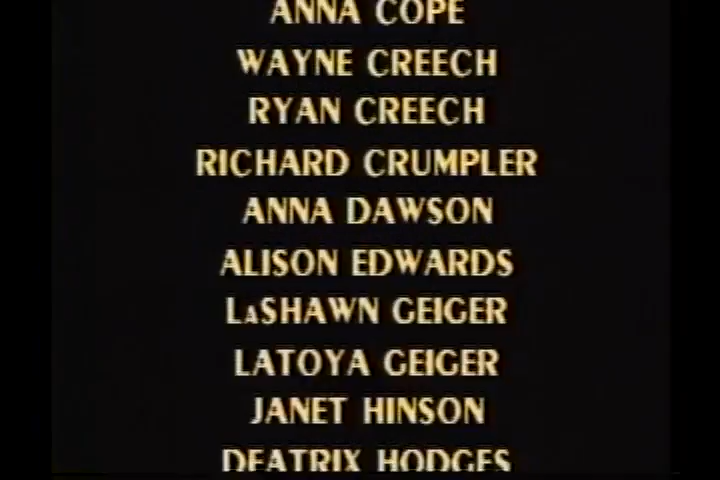 ANNA COPE
WAYNE CREECH
RYAN CREECH
RICHARD CRUMPLER
ANNA DAWSON
ALISON EDWARDS
LaSHAWN GEIGER
LATOYA GEIGER
JANET HINSON
DEATRIX HODGES